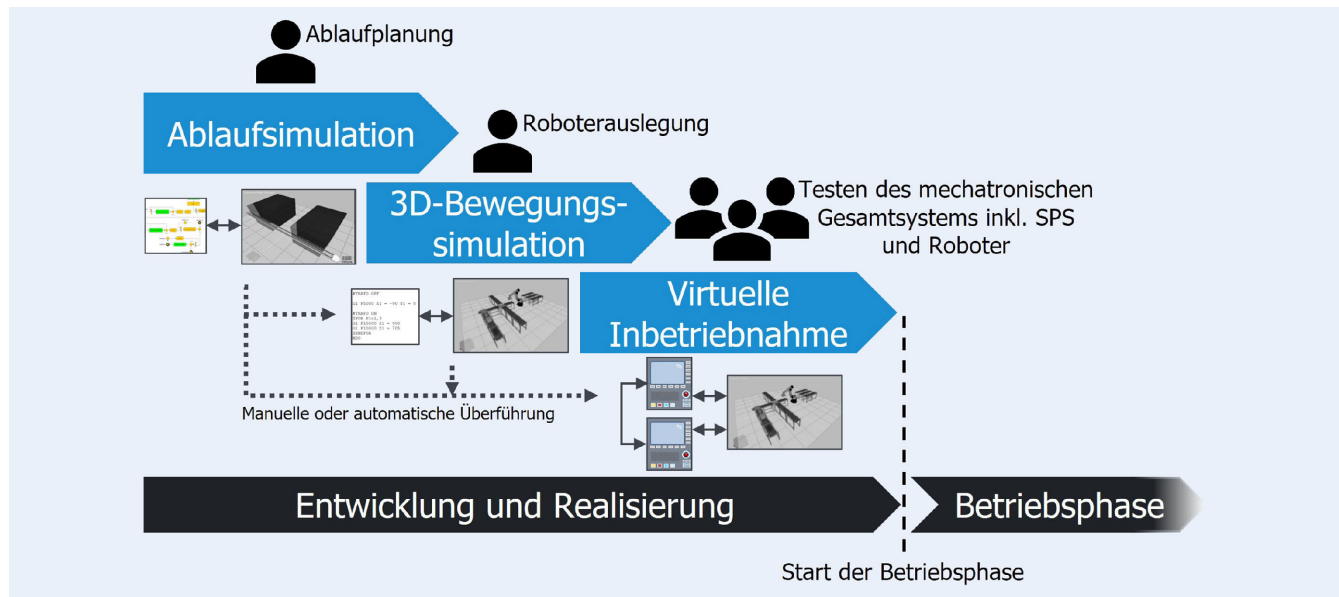 Ablaufplanung
Ablaufsimulation
Roboterauslegung
3D-Bewegungs-
simulation
Testen des mechatronischen
Gesamtsystems inkl. SPS
und Roboter
Virtuelle
Inbetriebnahme
Manuelle oder automatische Überführung
Entwicklung und Realisierung
Betriebsphase
Start der Betriebsphase